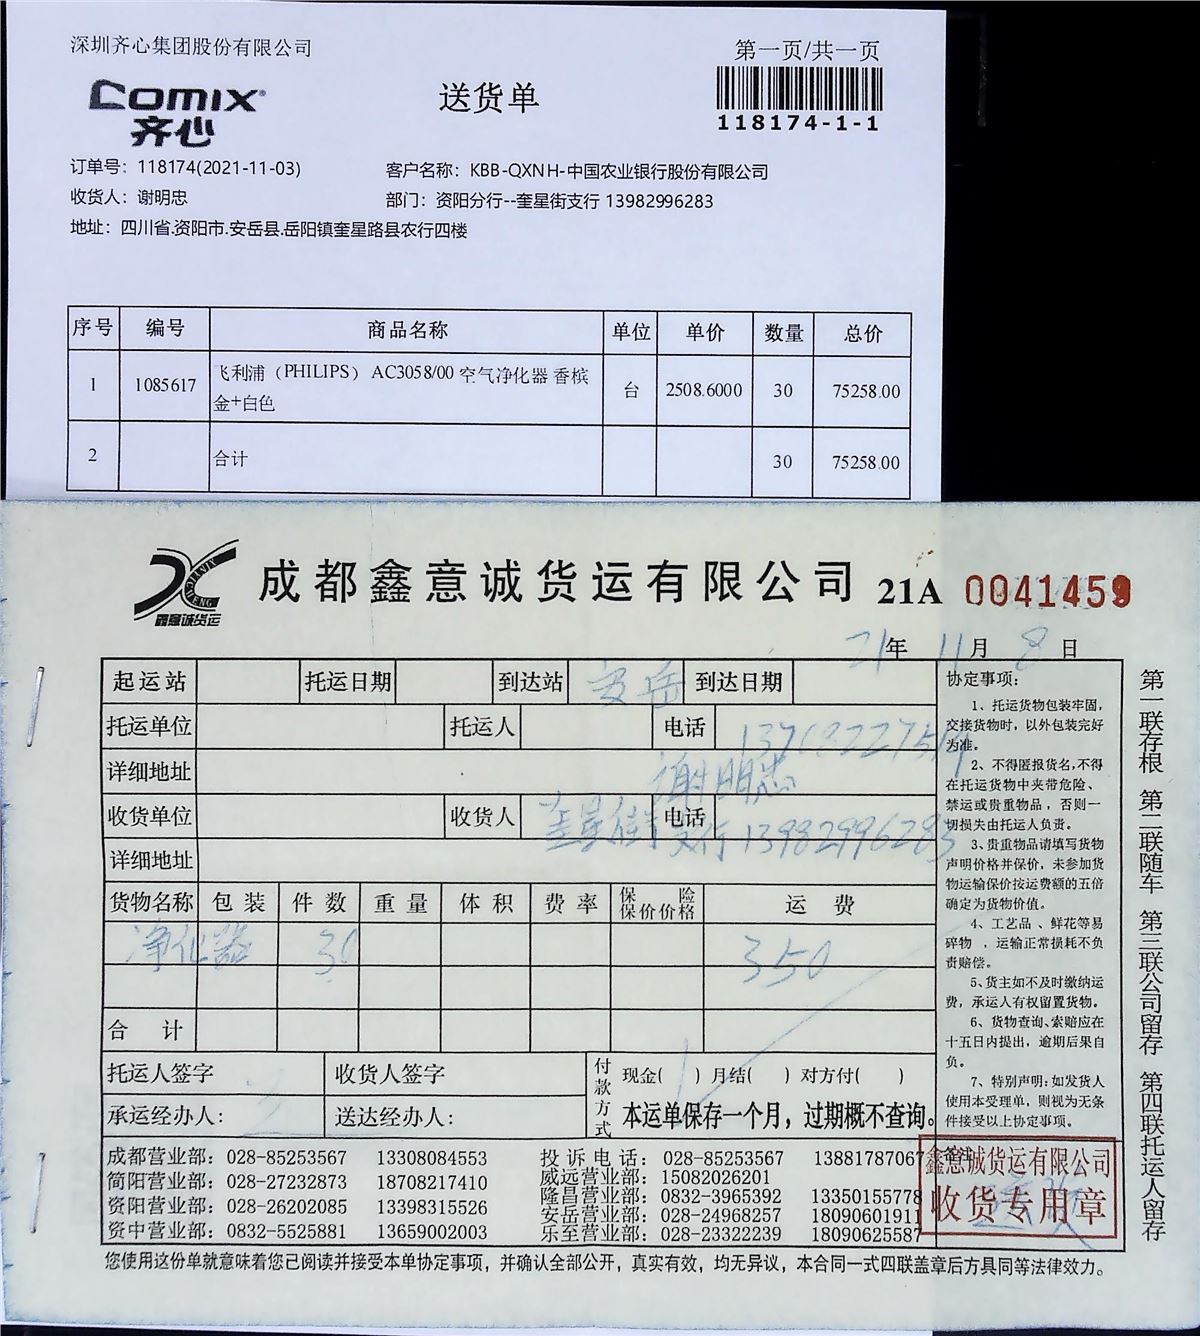 深圳齐心集团股份有限公司
第一页/共一页
comix
齐心
送货单
118174-1-1
订单号：118174(2021-11-03)
客户名称：KBB-QXNH-中国农业银行股份有限公司
收货人：谢明忠
部门：资阳分行--奎星街支行 13982996283
地址：四川省.资阳市.安岳县.岳阳镇奎星路县农行四楼
序号 编号 商品名称 单位 单价 数量 总价
1 1085617 飞利浦（PHILIPS） AC3058/00 空气净化器 香槟金+白色 台 2508.6000 30 75258.00
2 合计 30 75258.00
鑫意诚货运
成都鑫意诚货运有限公司 21A 0041459
21年 11月 8日
起运站 托运日期 到达站 安岳 到达日期
托运单位 托运人 电话
详细地址 谢明忠
收货单位 收货人 电话
奎星街支行 13982996283
详细地址
货物名称 包装 件数 重量 体积 费率 保险保价价格 运费
净化器 30 350
合计
托运人签字 收货人签字
承运经办人： 送达经办人：
付款方式 现金( ) 月结( ) 对方付( )
本运单保存一个月，过期概不查询。
协定事项：
1、托运货物包装牢固，
交接货物时，以外包装完好
为准。
2、不得匿报货名，不得
在托运货物中夹带危险、
禁运或贵重物品，否则一
切损失由托运人负责。
3、贵重物品请填写货物
声明价格并保价，未参加货
物运输保价按运费额的五倍
确定为货物价值。
4、工艺品、鲜花等易
碎物，运输正常损耗不负
责赔偿。
5、货主如不及时缴纳运
费，承运人有权留置货物。
6、货物查询、索赔应在
十五日内提出，逾期后果自
负。
7、特别声明：如发货人
使用本受理单，则视为无条
件接受以上协定事项。
第一联存根 第二联随车 第三联公司留存 第四联托运人留存
成都营业部：028-85253567 13308084553
简阳营业部：028-27232873 18708217410
资阳营业部：028-26202085 13398315526
资中营业部：0832-5525881 13659002003
投诉电话：028-85253567 13881787067
威远营业部：15082026201
隆昌营业部：0832-3965392 13350155778
安岳营业部：028-24968257 18090601911
乐至营业部：028-23322239 18090625587
鑫意诚货运有限公司
收货专用章
您使用这份单就意味着您已阅读并接受本单协定事项，并确认全部公开，真实有效，均无异议，本合同一式四联盖章后方具同等法律效力。